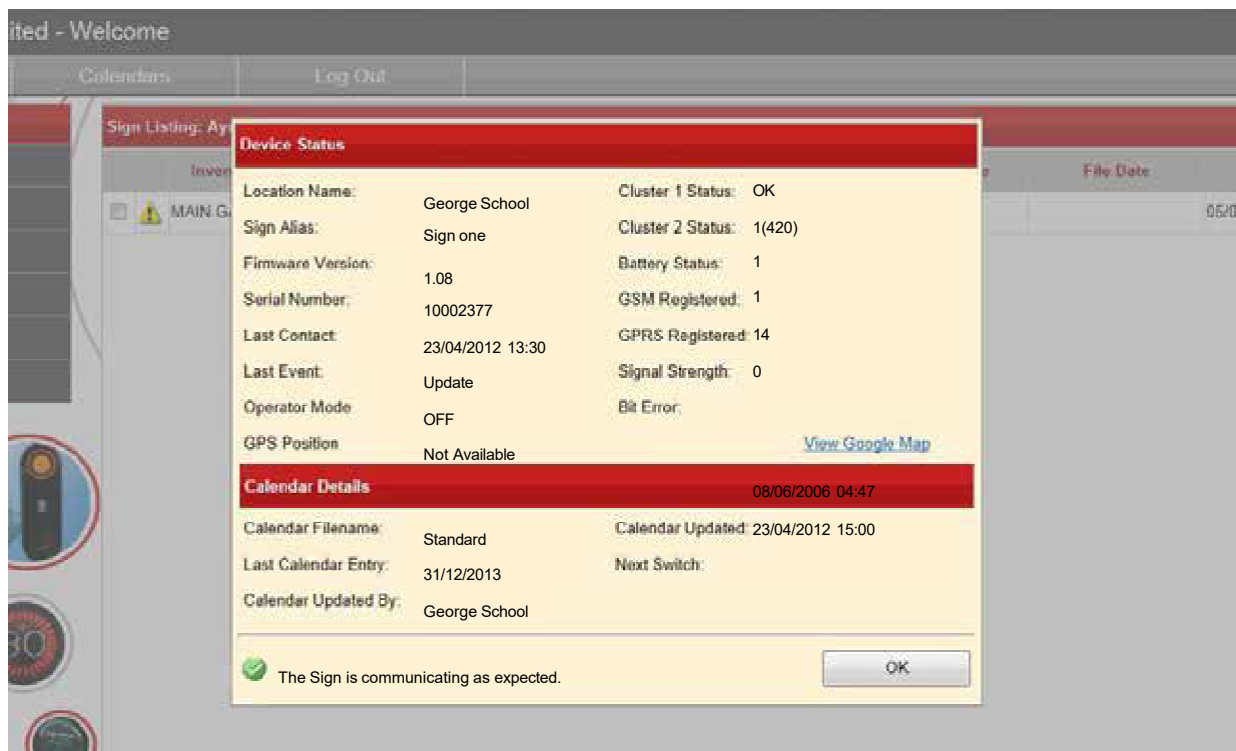 ited - Welcome
Calendars Log Out
Sign Listing: Ay
Device Status
Inven
File Date
Location Name: George School Cluster 1 Status: OK
MAIN G
05/0
Sign Alias: Sign one Cluster 2 Status: 1(420)
Firmware Version: 1.08 Battery Status: 1
Serial Number: 10002377 GSM Registered: 1
Last Contact: 23/04/2012 13:30 GPRS Registered: 14
Last Event: Update Signal Strength: 0
Operator Mode OFF Bit Error:
GPS Position Not Available View Google Map
Calendar Details 08/06/2006 04:47
Calendar Filename: Standard Calendar Updated: 23/04/2012 15:00
Last Calendar Entry: 31/12/2013 Next Switch:
Calendar Updated By: George School
30
The Sign is communicating as expected. OK